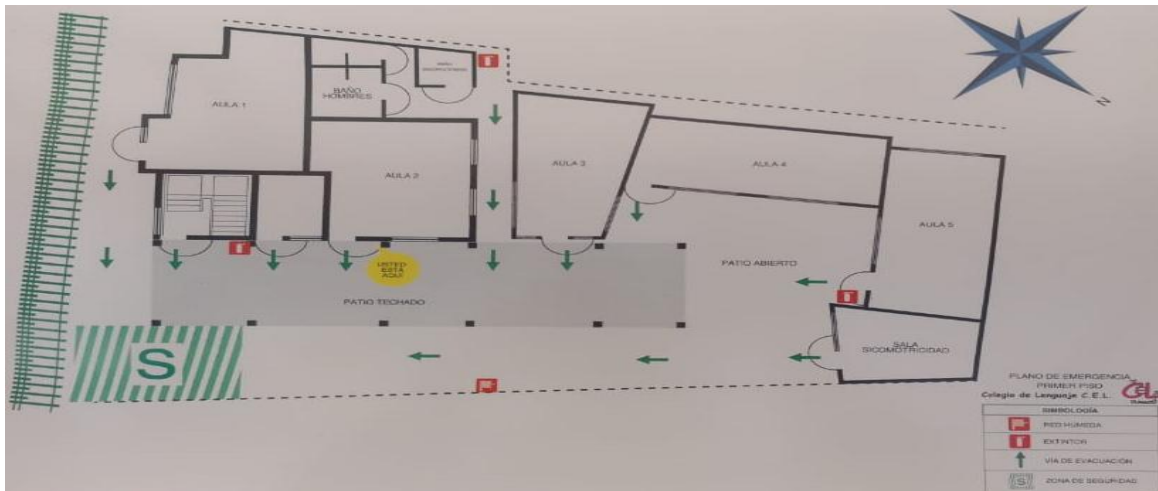 AULA 1
BAÑO
HOMBRES
AULA 2
AULA 3
AULA 4
AULA 5
USTED
ESTÁ
AQUÍ
PATIO TECHADO
PATIO ABIERTO
SALA
SICOMOTRICIDAD
S
N
PLANO DE EMERGENCIA
PRIMER PISO
Colegio de Lenguaje C.E.L.
CEL
SIMBOLOGÍA
RED HÚMEDA
EXTINTOR
VÍA DE EVACUACIÓN
S
ZONA DE SEGURIDAD